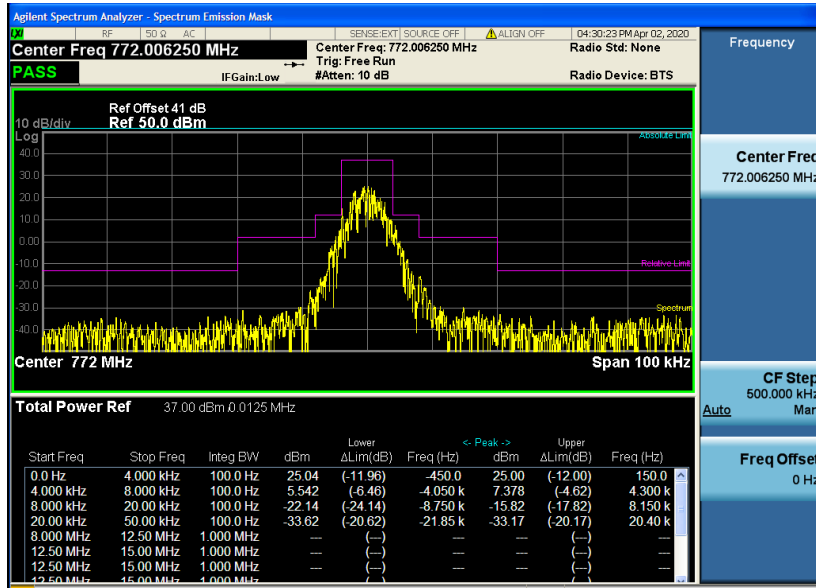 Agilent Spectrum Analyzer - Spectrum Emission Mask
LXI RF 50 Ω AC SENSE:EXT SOURCE OFF ALIGN OFF 04:30:23 PM Apr 02, 2020
Center Freq 772.006250 MHz Center Freq: 772.006250 MHz Radio Std: None
Trig: Free Run
PASS IFGain:Low #Atten: 10 dB Radio Device: BTS
Frequency
Ref Offset 41 dB
10 dB/div Ref 50.0 dBm
Log
Absolute Limit
40.0
30.0
20.0
10.0
0.00
-10.0
Relative Limit
-20.0
-30.0
Spectrum
-40.0
Center 772 MHz Span 100 kHz
Center Freq
772.006250 MHz
CF Step
500.000 kHz
Auto Man
Freq Offset
0 Hz
Total Power Ref 37.00 dBm / 0.0125 MHz
Lower <- Peak -> Upper
Start Freq Stop Freq Integ BW dBm ΔLim(dB) Freq (Hz) dBm ΔLim(dB) Freq (Hz)
0.0 Hz 4.000 kHz 100.0 Hz 25.04 (-11.96) -450.0 25.00 (-12.00) 150.0
4.000 kHz 8.000 kHz 100.0 Hz 5.542 (-6.46) -4.050 k 7.378 (-4.62) 4.300 k
8.000 kHz 20.00 kHz 100.0 Hz -22.14 (-24.14) -8.750 k -15.82 (-17.82) 8.150 k
20.00 kHz 50.00 kHz 100.0 Hz -33.62 (-20.62) -21.85 k -33.17 (-20.17) 20.40 k
8.000 MHz 12.50 MHz 1.000 MHz --- (---) --- --- (---) ---
12.50 MHz 15.00 MHz 1.000 MHz --- (---) --- --- (---) ---
12.50 MHz 15.00 MHz 1.000 MHz --- (---) --- --- (---) ---
12.50 MHz 15.00 MHz 1.000 MHz --- (---) --- --- (---) ---